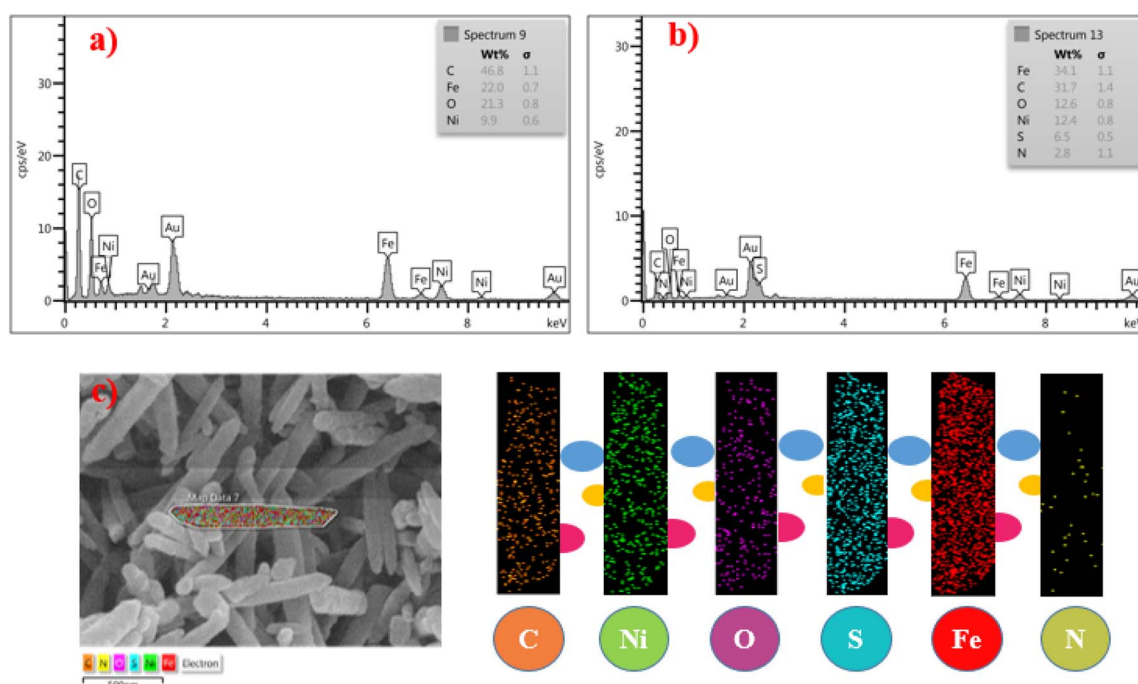 a)
Spectrum 9
Wt% σ
C 46.8 1.1
Fe 22.0 0.7
O 21.3 0.8
Ni 9.9 0.6
cps/eV
30
20
10
0
C
O
Ni
Fe
Au
Au
Fe
Fe
Ni
Ni
Au
0 2 4 6 8 keV
b)
Spectrum 13
Wt% σ
Fe 34.1 1.1
C 31.7 1.4
O 12.6 0.8
Ni 12.4 0.8
S 6.5 0.5
N 2.8 1.1
cps/eV
30
20
10
0
O
C
Fe
N
Ni
Au
Au
S
Fe
Fe
Ni
Ni
Au
0 2 4 6 8 keV
c)
Map Data 7
C N O S Ni Fe Electron
C Ni O S Fe N